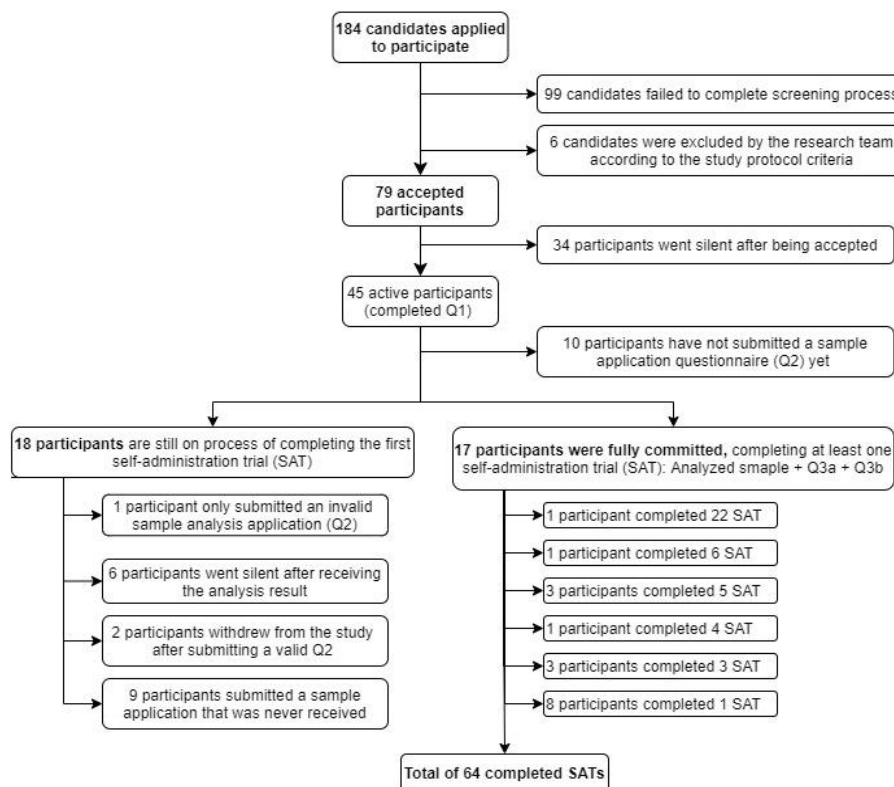 184 candidates applied
to participate
99 candidates failed to complete screening process
6 candidates were excluded by the research team
according to the study protocol criteria
79 accepted
participants
34 participants went silent after being accepted
45 active participants
(completed Q1)
10 participants have not submitted a sample
application questionnaire (Q2) yet
18 participants are still on process of completing the first
self-administration trial (SAT)
1 participant only submitted an invalid
sample analysis application (Q2)
6 participants went silent after receiving
the analysis result
2 participants withdrew from the study
after submitting a valid Q2
9 participants submitted a sample
application that was never received
17 participants were fully committed, completing at least one
self-administration trial (SAT): Analyzed smaple + Q3a + Q3b
1 participant completed 22 SAT
1 participant completed 6 SAT
3 participants completed 5 SAT
1 participant completed 4 SAT
3 participants completed 3 SAT
8 participants completed 1 SAT
Total of 64 completed SATs